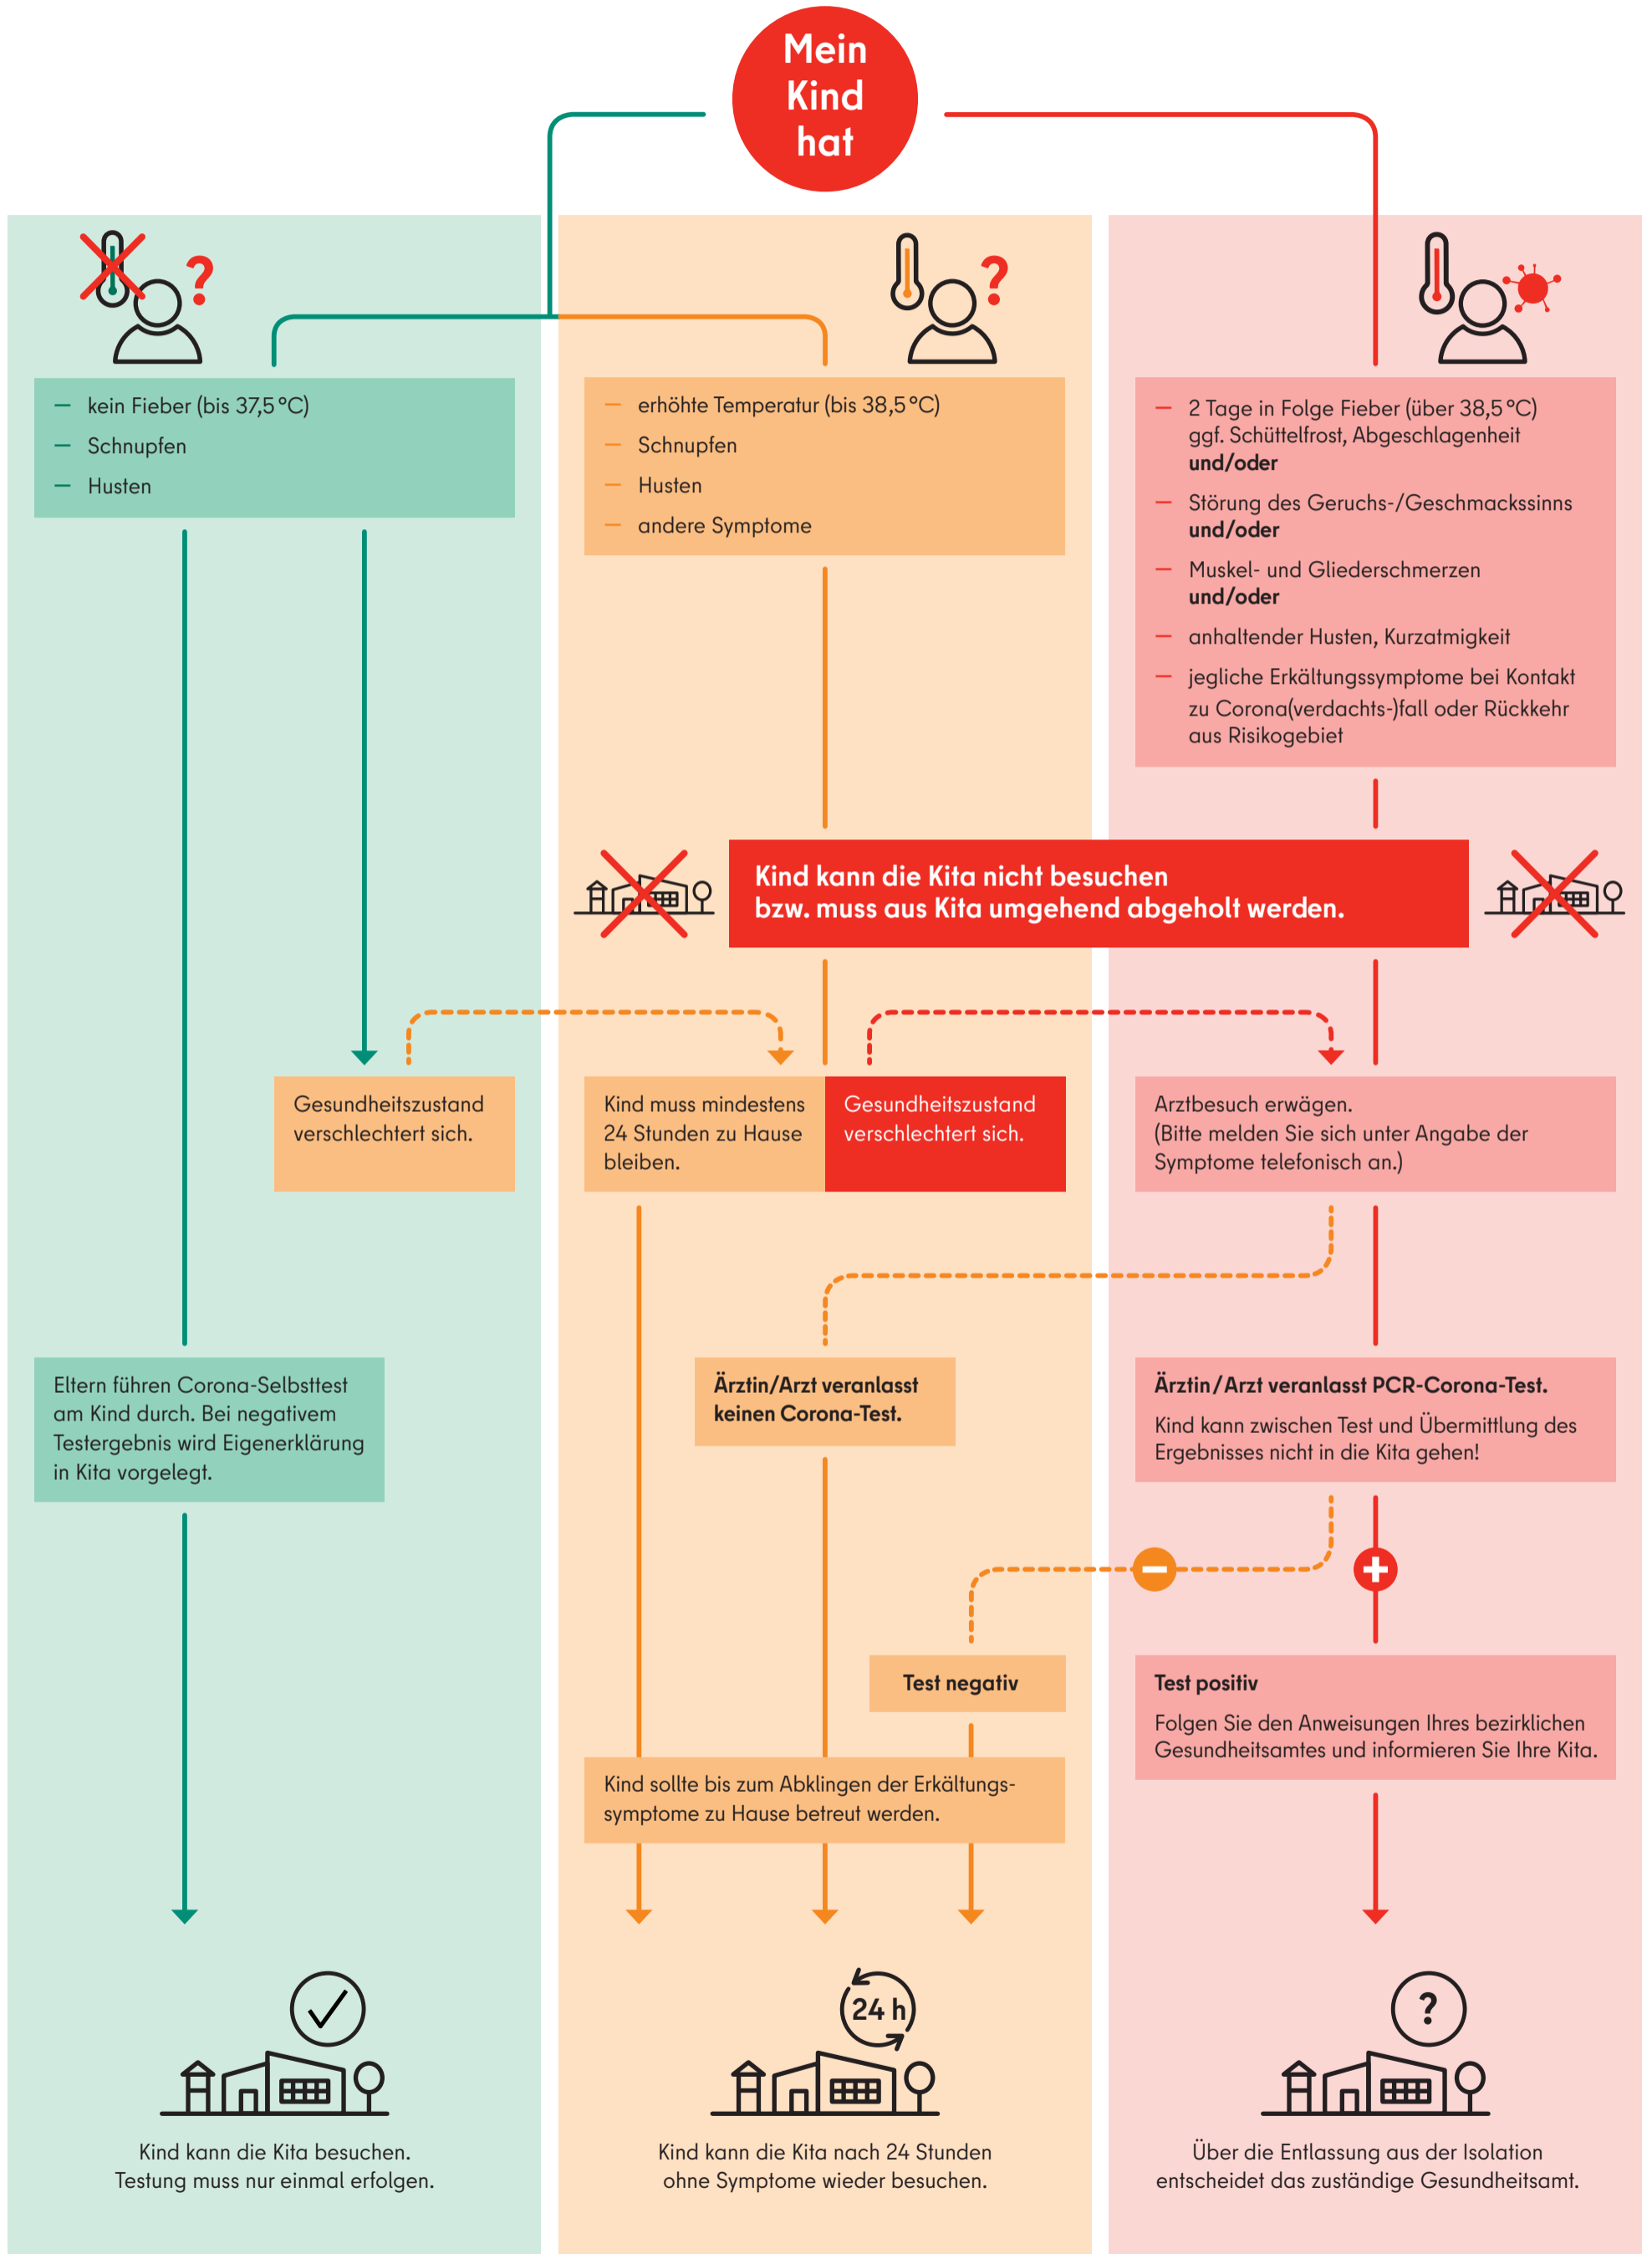 Mein
Kind
hat
?
?
— kein Fieber (bis 37,5 °C)
— Schnupfen
— Husten
— erhöhte Temperatur (bis 38,5 °C)
— Schnupfen
— Husten
— andere Symptome
— 2 Tage in Folge Fieber (über 38,5 °C)
ggf. Schüttelfrost, Abgeschlagenheit
und/oder
— Störung des Geruchs-/Geschmackssinns
und/oder
— Muskel- und Gliederschmerzen
und/oder
— anhaltender Husten, Kurzatmigkeit
— jegliche Erkältungssymptome bei Kontakt
zu Corona(verdachts-)fall oder Rückkehr
aus Risikogebiet
Kind kann die Kita nicht besuchen
bzw. muss aus Kita umgehend abgeholt werden.
Gesundheitszustand
verschlechtert sich.
Kind muss mindestens
24 Stunden zu Hause
bleiben.
Gesundheitszustand
verschlechtert sich.
Arztbesuch erwägen.
(Bitte melden Sie sich unter Angabe der
Symptome telefonisch an.)
Eltern führen Corona-Selbsttest
am Kind durch. Bei negativem
Testergebnis wird Eigenerklärung
in Kita vorgelegt.
Ärztin/Arzt veranlasst
keinen Corona-Test.
Ärztin/Arzt veranlasst PCR-Corona-Test.
Kind kann zwischen Test und Übermittlung des
Ergebnisses nicht in die Kita gehen!
Test negativ
Test positiv
Folgen Sie den Anweisungen Ihres bezirklichen
Gesundheitsamtes und informieren Sie Ihre Kita.
Kind sollte bis zum Abklingen der Erkältungs-
symptome zu Hause betreut werden.
24 h
?
Kind kann die Kita besuchen.
Testung muss nur einmal erfolgen.
Kind kann die Kita nach 24 Stunden
ohne Symptome wieder besuchen.
Über die Entlassung aus der Isolation
entscheidet das zuständige Gesundheitsamt.